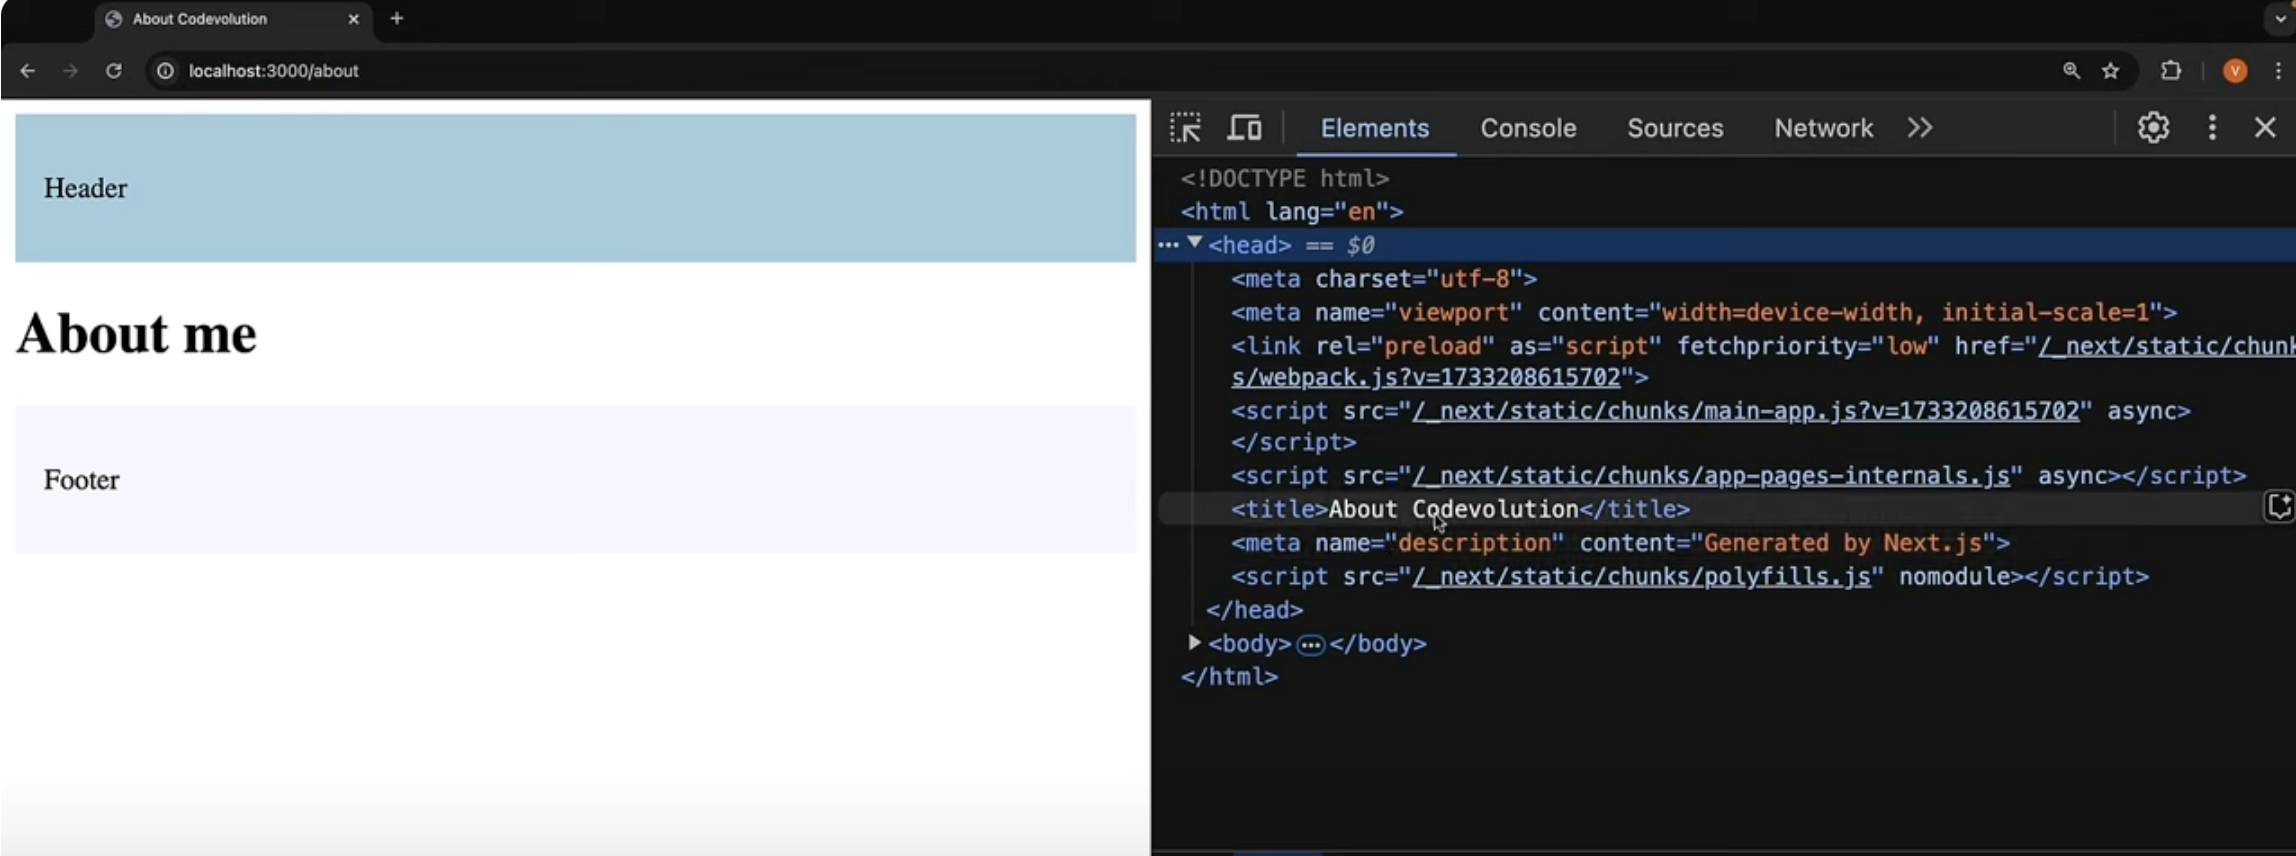 About Codevolution
localhost:3000/about
V
Header
About me
Footer
Elements Console Sources Network
<!DOCTYPE html>
<html lang="en">
<head> == $0
<meta charset="utf-8">
<meta name="viewport" content="width=device-width, initial-scale=1">
<link rel="preload" as="script" fetchpriority="low" href="/_next/static/chunk
s/webpack.js?v=1733208615702">
<script src="/_next/static/chunks/main-app.js?v=1733208615702" async>
</script>
<script src="/_next/static/chunks/app-pages-internals.js" async></script>
<title>About Codevolution</title>
<meta name="description" content="Generated by Next.js">
<script src="/_next/static/chunks/polyfills.js" nomodule></script>
</head>
<body>…</body>
</html>